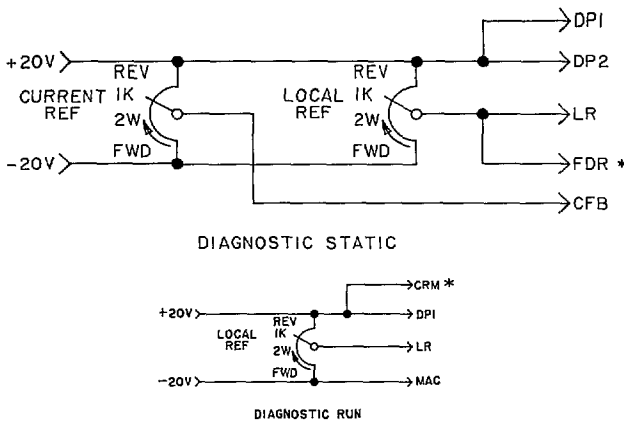 DP1
+20V
REV
DP2
CURRENT
REF
1K
2W
LOCAL
REF
REV
1K
2W
LR
-20V
FWD
FWD
FDR *
CFB
DIAGNOSTIC STATIC
CRM *
+20V
REV
DP1
LOCAL
REF
1K
2W
LR
-20V
FWD
MAC
DIAGNOSTIC RUN